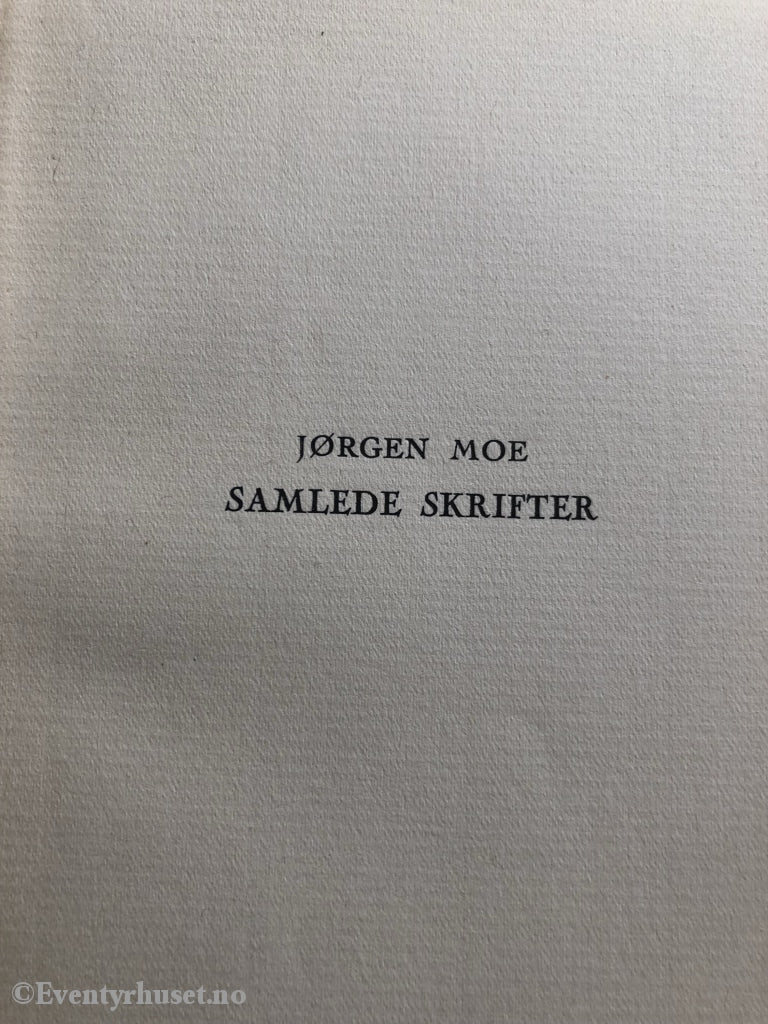 JØRGEN MOE
SAMLEDE SKRIFTER
©Eventyrhuset.no